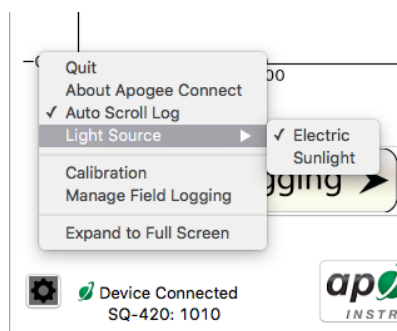 Quit
About Apogee Connect
✓ Auto Scroll Log
Light Source ▶
✓ Electric
Sunlight
Calibration
Manage Field Logging
Expand to Full Screen
gging
Device Connected
SQ-420: 1010
ap
INSTR